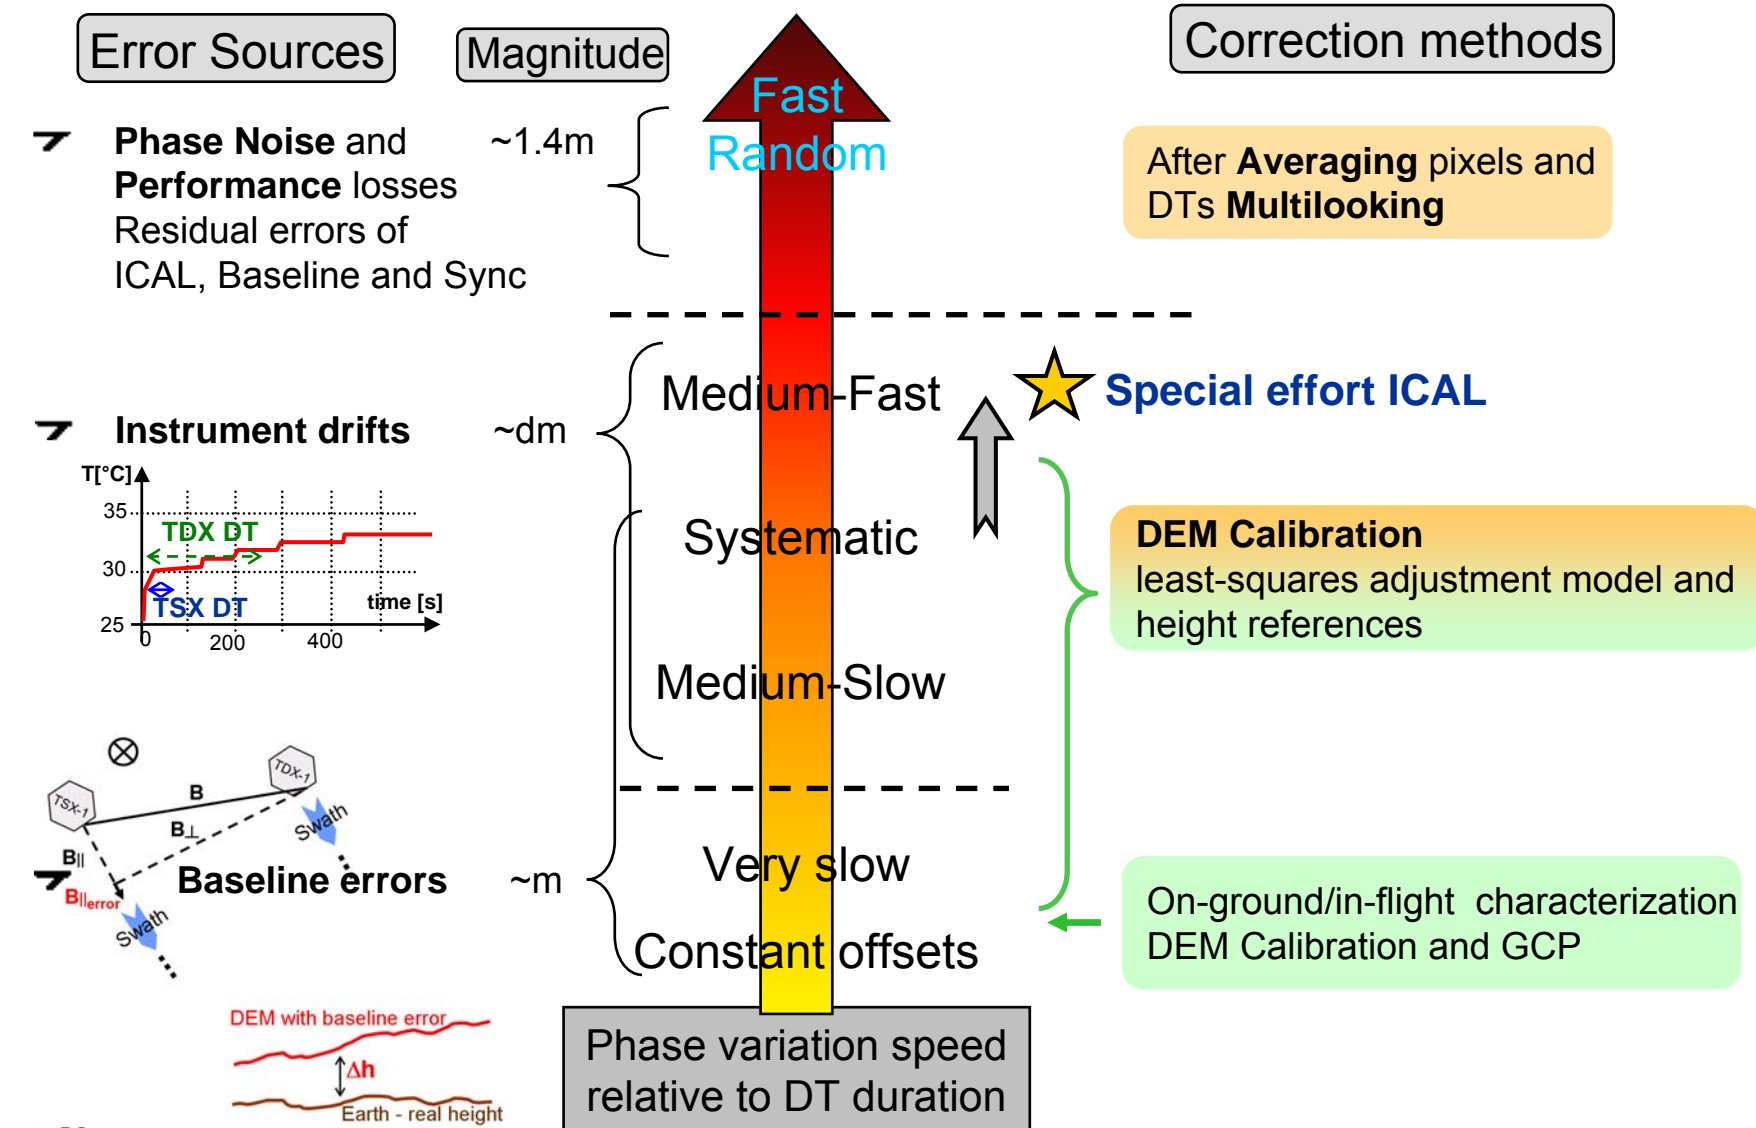 Error Sources
Magnitude
Correction methods
Fast
Random
Phase Noise and
Performance losses
Residual errors of
ICAL, Baseline and Sync
~1.4m
After Averaging pixels and
DTs Multilooking
Medium-Fast
Special effort ICAL
Instrument drifts
~dm
T[°C]
35
30
25
TDX DT
TSX DT
time [s]
0
200
400
Systematic
DEM Calibration
least-squares adjustment model and
height references
Medium-Slow
TSX-1
TDX-1
B
B⊥
B||
B||error
Swath
Swath
Baseline errors
~m
Very slow
Constant offsets
On-ground/in-flight characterization
DEM Calibration and GCP
DEM with baseline error
Δh
Earth - real height
Phase variation speed
relative to DT duration